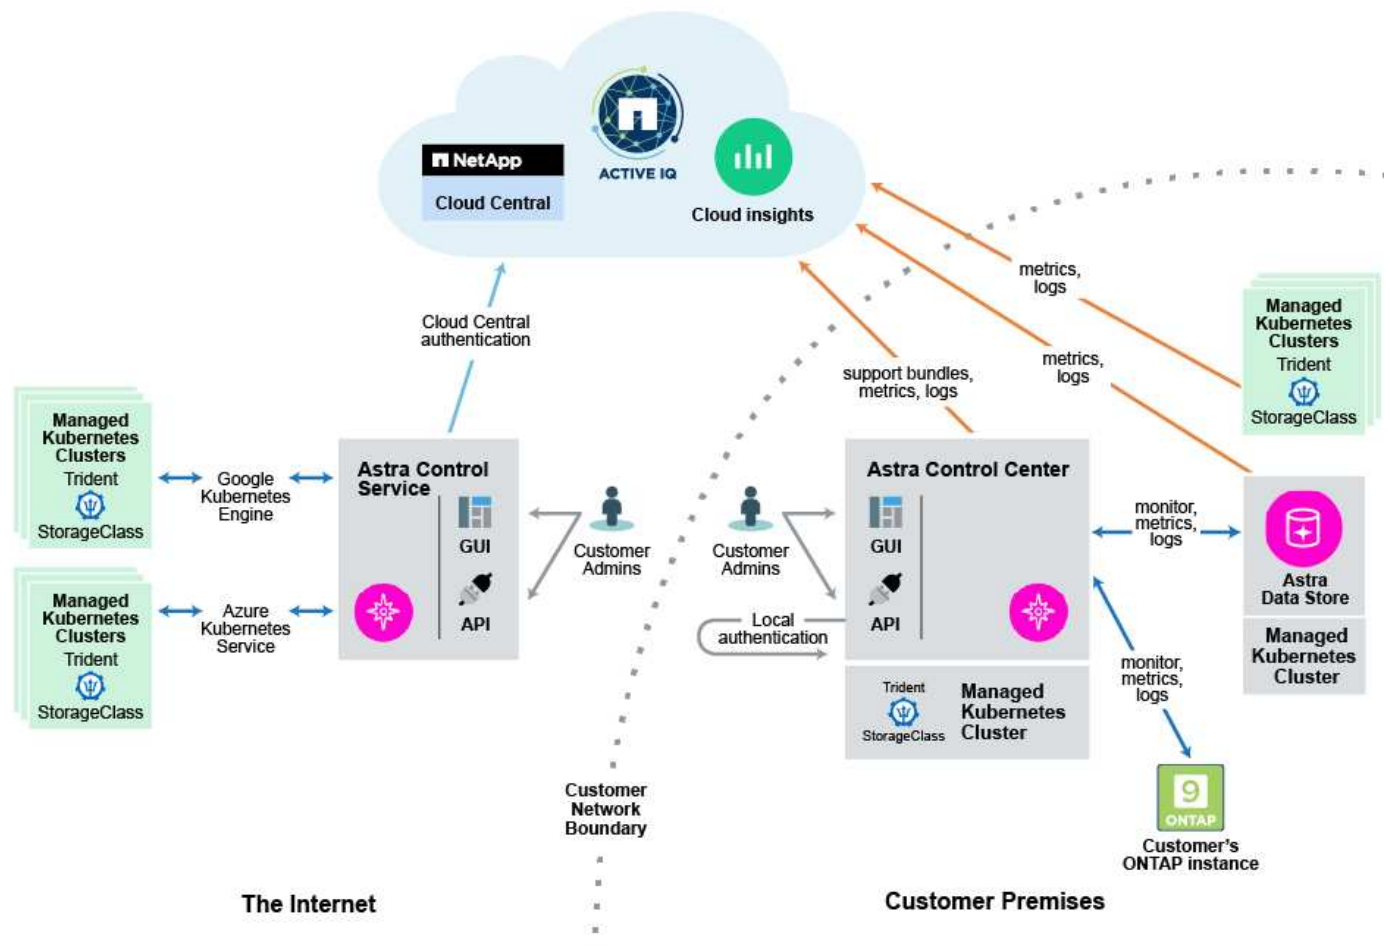 NetApp
Cloud Central
ACTIVE IQ
Cloud insights
metrics,
logs
Managed
Kubernetes
Clusters
Trident
StorageClass
Cloud Central
authentication
metrics,
logs
support bundles,
metrics, logs
Managed
Kubernetes
Clusters
Trident
StorageClass
Google
Kubernetes
Engine
Astra Control
Service
GUI
API
Customer
Admins
Customer
Admins
Astra Control Center
GUI
API
monitor,
metrics,
logs
Astra
Data Store
Managed
Kubernetes
Cluster
Managed
Kubernetes
Clusters
Trident
StorageClass
Azure
Kubernetes
Service
Local
authentication
Trident
StorageClass
Managed
Kubernetes
Cluster
monitor,
metrics,
logs
9
ONTAP
Customer's
ONTAP instance
Customer
Network
Boundary
The Internet
Customer Premises